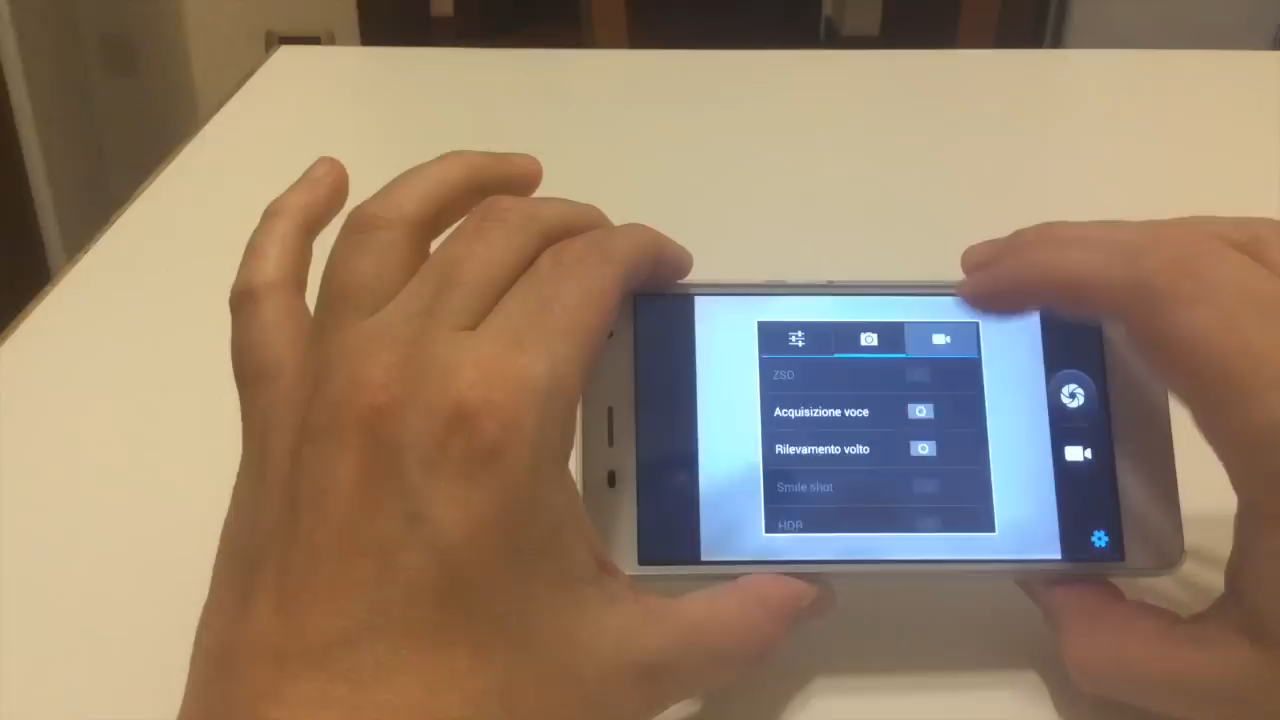 ZSD
Acquisizione voce
Rilevamento volto
Smile shot
HDR